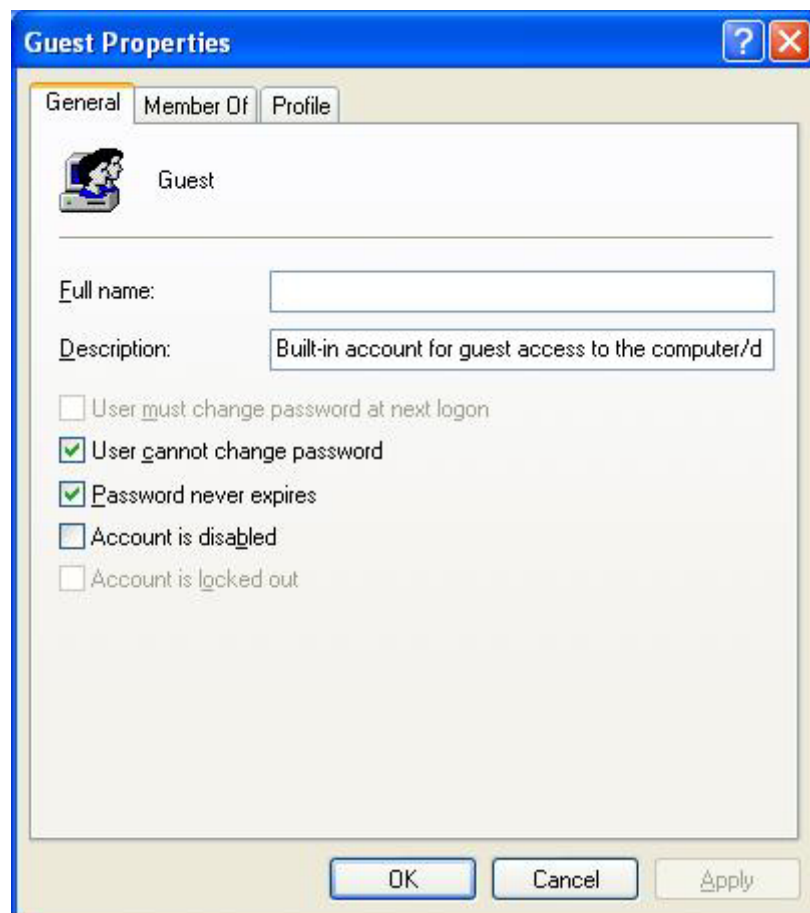 Guest Properties
General Member Of Profile
Guest
Full name:
Description: Built-in account for guest access to the computer/d
User must change password at next logon
User cannot change password
Password never expires
Account is disabled
Account is locked out
OK Cancel Apply